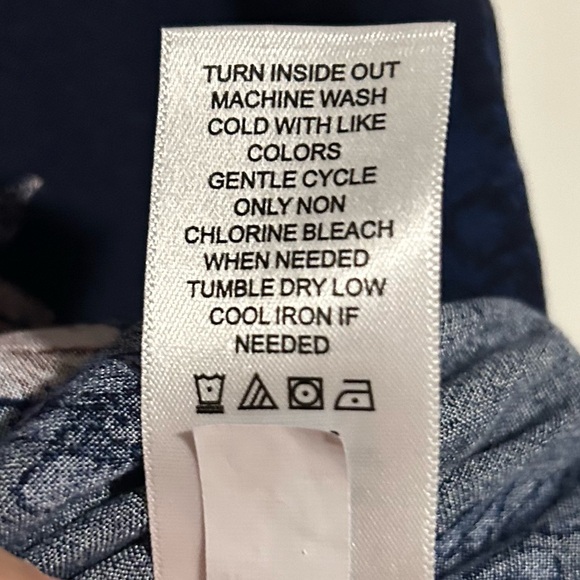 TURN INSIDE OUT
MACHINE WASH
COLD WITH LIKE
COLORS
GENTLE CYCLE
ONLY NON
CHLORINE BLEACH
WHEN NEEDED
TUMBLE DRY LOW
COOL IRON IF
NEEDED